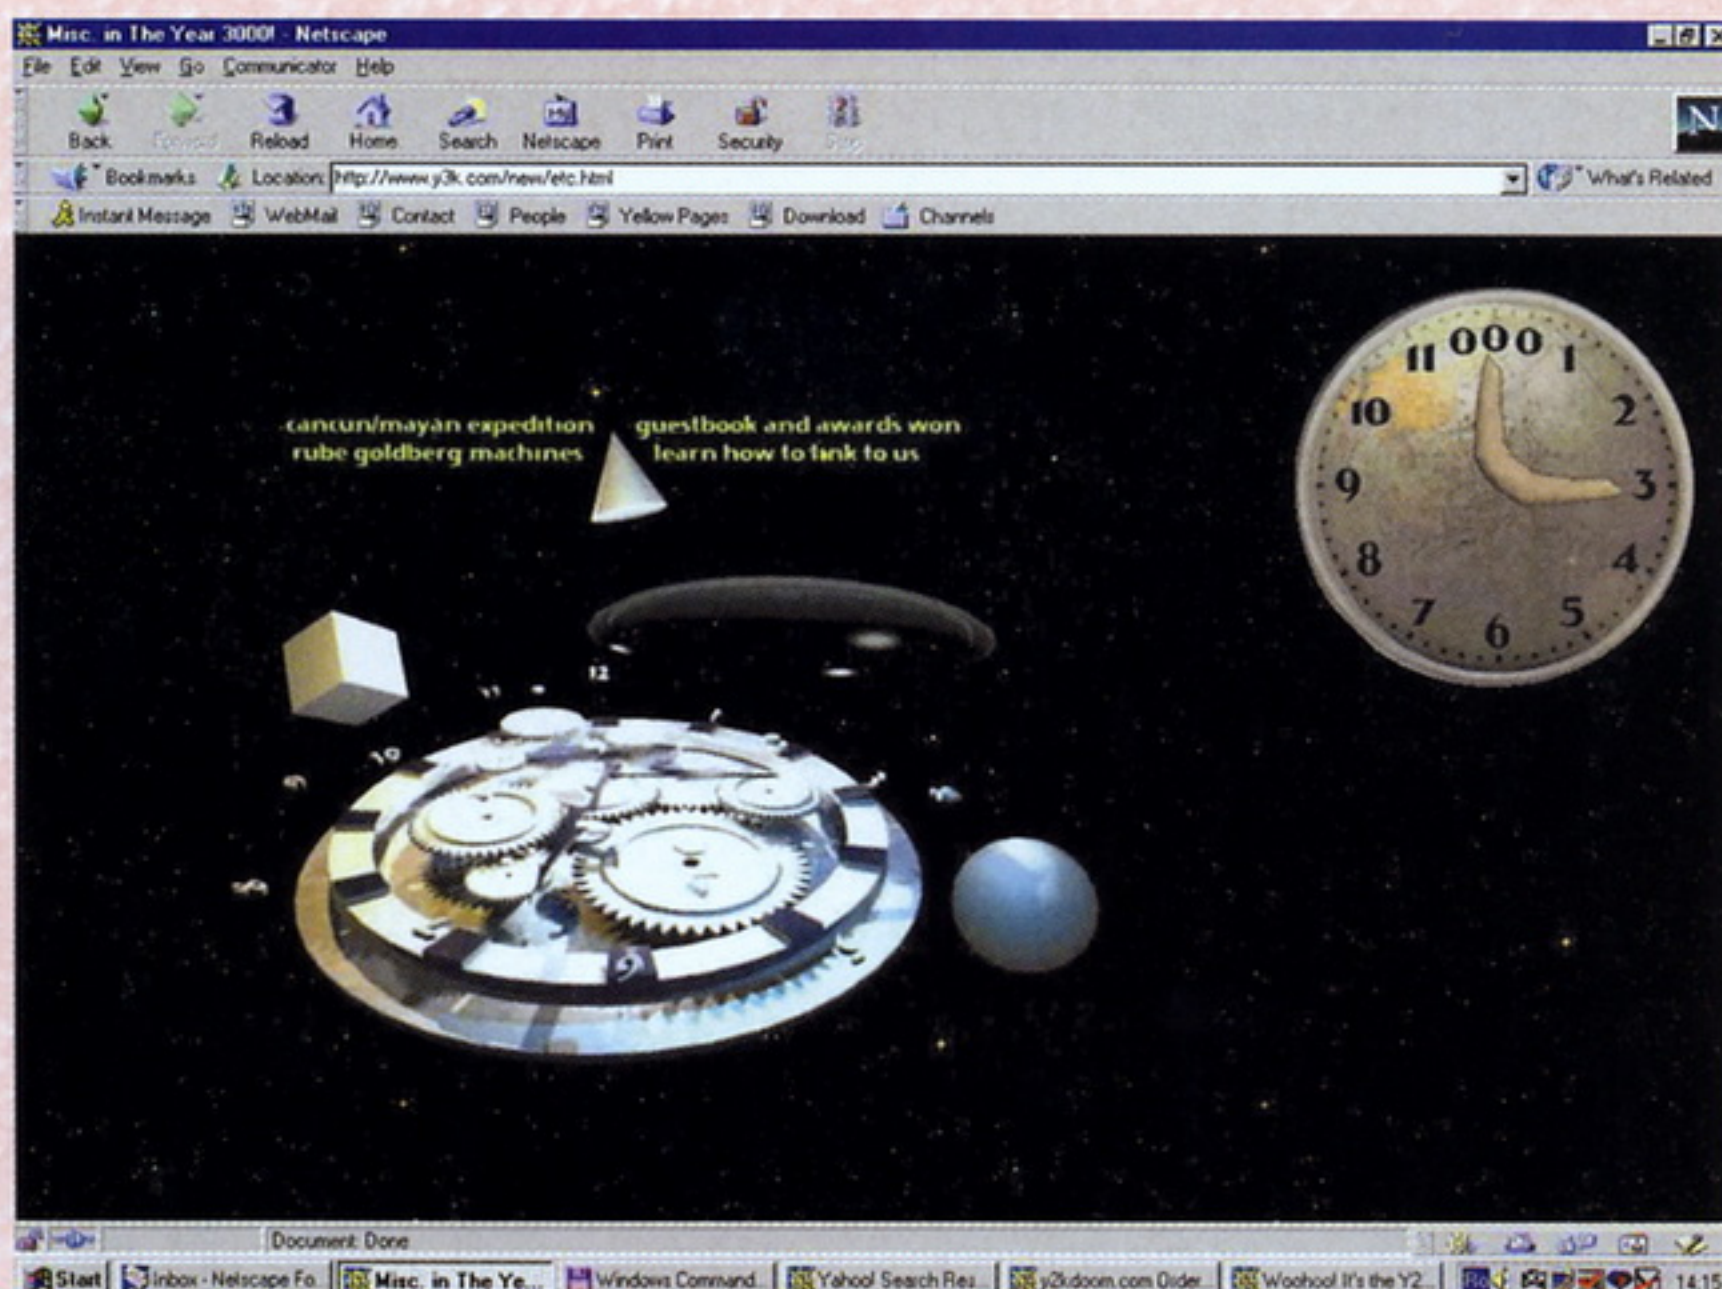 Misc. in The Year 3000! - Netscape
File Edit View Go Communicator Help
Back Forward Reload Home Search Netscape Print Security Stop
N
Bookmarks Location: http://www.y3k.com/new/etc.html What's Related
Instant Message WebMail Contact People Yellow Pages Download Channels
cancun/mayan expedition guestbook and awards won
rube goldberg machines learn how to link to us
11 000 1
10 2
9 3
8 4
7 5
6
12
11
10
9
Document: Done
Start Inbox - Netscape Fo... Misc. in The Ye... Windows Command... Yahoo! Search Res... y2kdoom.com Order... Woohoo! It's the Y2... 14:15